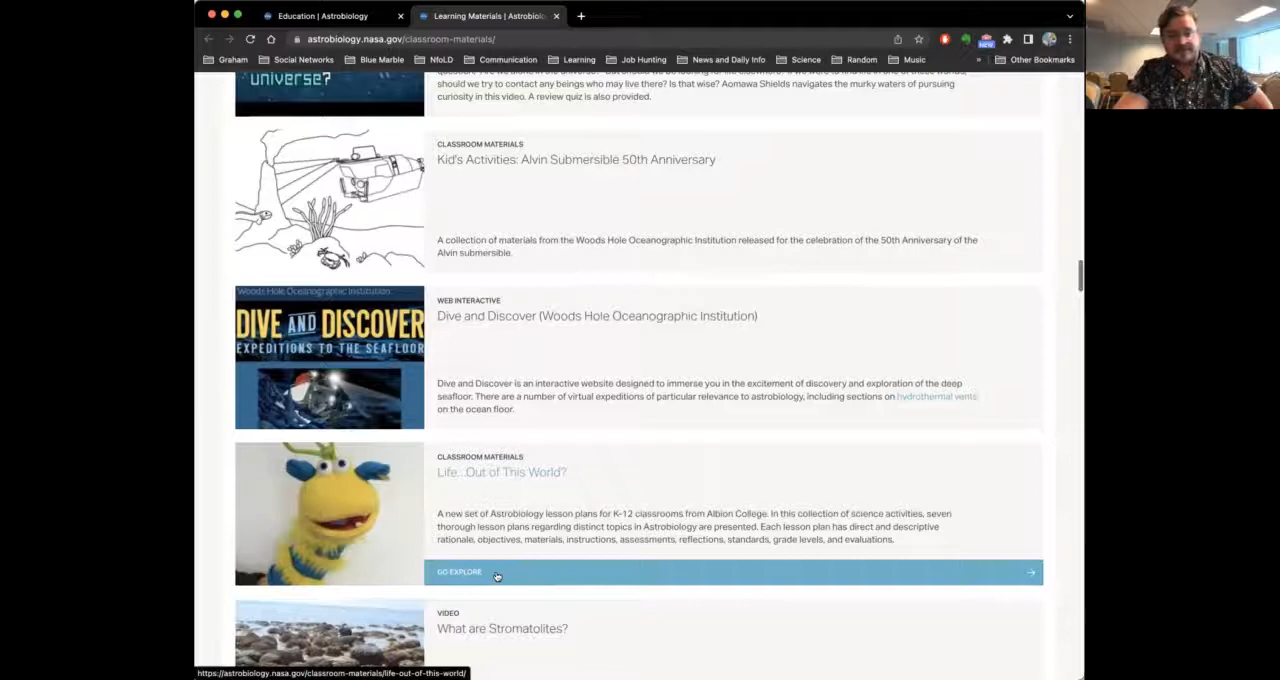 Education | Astrobiology
Learning Materials | Astrobiolo
astrobiology.nasa.gov/classroom-materials/
NEW
Graham
Social Networks
Blue Marble
NfoLD
Communication
Learning
Job Hunting
News and Daily Info
Science
Random
Music
»
Other Bookmarks
universe?
should we try to contact any beings who may live there? Is that wise? Aomawa Shields navigates the murky waters of pursuing
curiosity in this video. A review quiz is also provided.
CLASSROOM MATERIALS
Kid's Activities: Alvin Submersible 50th Anniversary
A collection of materials from the Woods Hole Oceanographic Institution released for the celebration of the 50th Anniversary of the
Alvin submersible.
Woods Hole Oceanographic Institution
DIVE AND DISCOVER
EXPEDITIONS TO THE SEAFLOOR
WEB INTERACTIVE
Dive and Discover (Woods Hole Oceanographic Institution)
Dive and Discover is an interactive website designed to immerse you in the excitement of discovery and exploration of the deep
seafloor. There are a number of virtual expeditions of particular relevance to astrobiology, including sections on hydrothermal vents
on the ocean floor.
CLASSROOM MATERIALS
Life...Out of This World?
A new set of Astrobiology lesson plans for K-12 classrooms from Albion College. In this collection of science activities, seven
thorough lesson plans regarding distinct topics in Astrobiology are presented. Each lesson plan has direct and descriptive
rationale, objectives, materials, instructions, assessments, reflections, standards, grade levels, and evaluations.
GO EXPLORE
VIDEO
What are Stromatolites?
https://astrobiology.nasa.gov/classroom-materials/life-out-of-this-world/